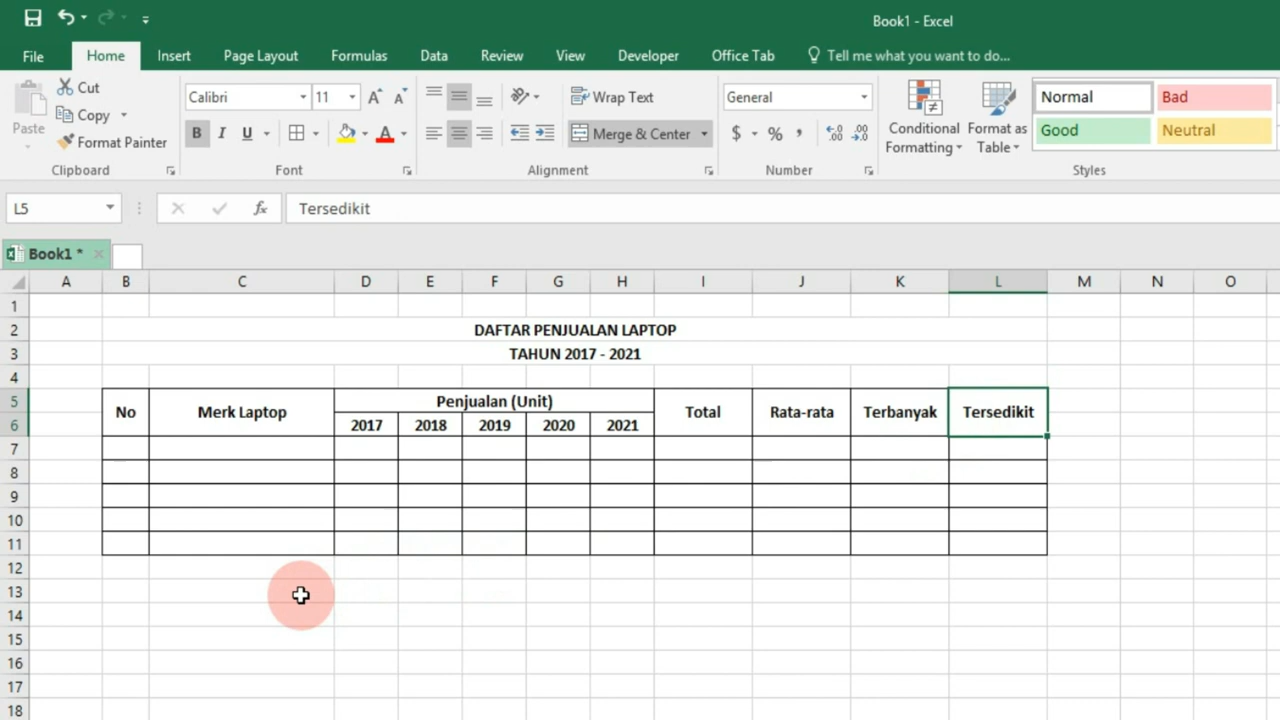 Book1 - Excel
File Home Insert Page Layout Formulas Data Review View Developer Office Tab Tell me what you want to do...
Paste
Cut
Copy
Format Painter
Clipboard
Calibri 11
B I U
Font
Wrap Text
Merge & Center
Alignment
General
$ % , .00 .00
Number
Conditional Formatting
Format as Table
Normal Bad
Good Neutral
Styles
L5 fx Tersedikit
Book1 *
A B C D E F G H I J K L M N O
1
2 DAFTAR PENJUALAN LAPTOP
3 TAHUN 2017 - 2021
4
5 No Merk Laptop Penjualan (Unit) Total Rata-rata Terbanyak Tersedikit
6 2017 2018 2019 2020 2021
7
8
9
10
11
12
13
14
15
16
17
18